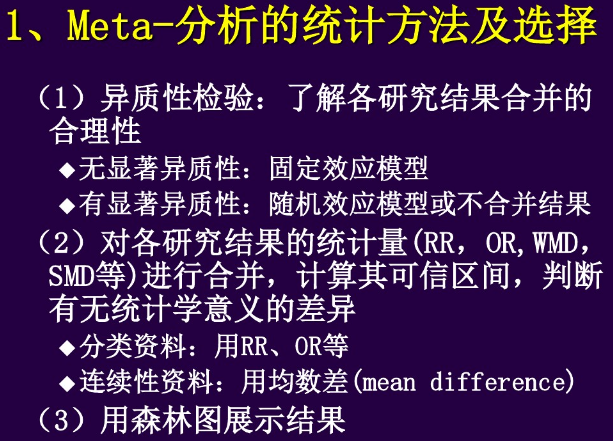 1、Meta-分析的统计方法及选择
（1）异质性检验：了解各研究结果合并的
合理性
◆无显著异质性：固定效应模型
◆有显著异质性：随机效应模型或不合并结果
（2）对各研究结果的统计量(RR，OR,WMD，
SMD等)进行合并，计算其可信区间，判断
有无统计学意义的差异
◆分类资料：用RR、OR等
◆连续性资料：用均数差(mean difference)
（3）用森林图展示结果